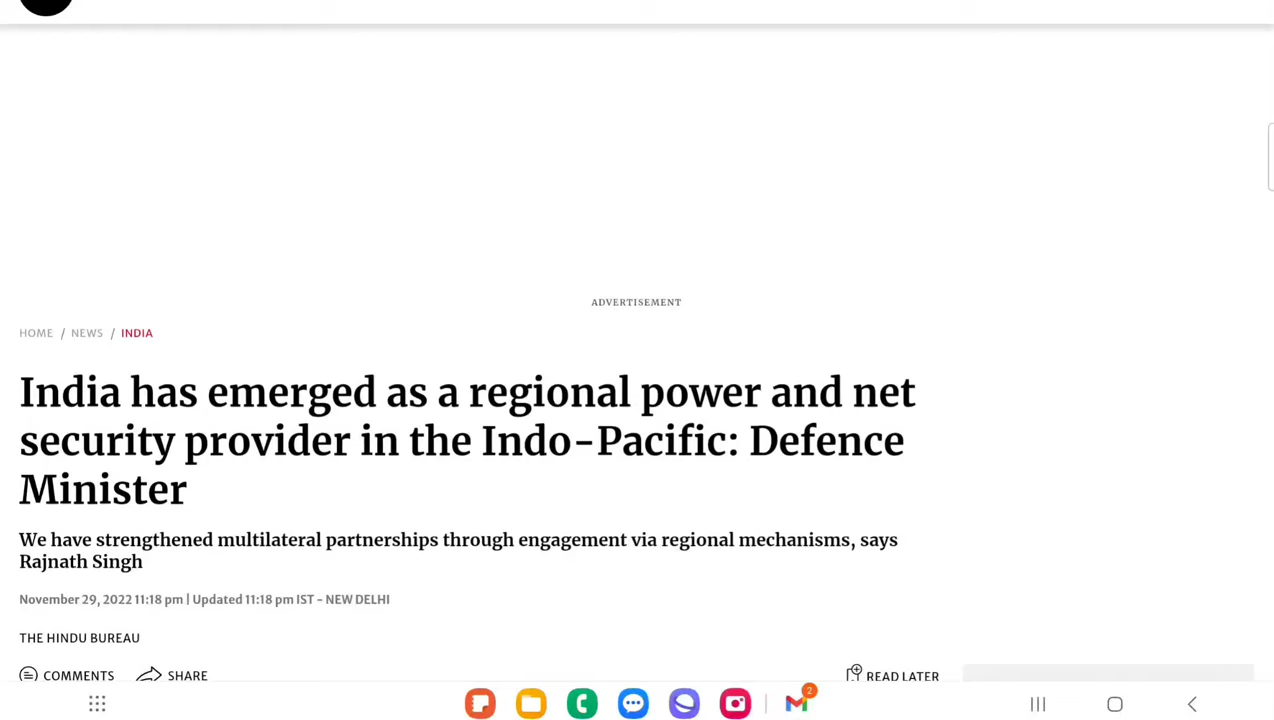 ADVERTISEMENT
HOME / NEWS / INDIA
India has emerged as a regional power and net
security provider in the Indo-Pacific: Defence
Minister
We have strengthened multilateral partnerships through engagement via regional mechanisms, says
Rajnath Singh
November 29, 2022 11:18 pm | Updated 11:18 pm IST - NEW DELHI
THE HINDU BUREAU
COMMENTS SHARE READ LATER
2